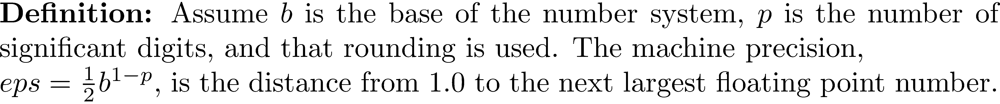 Definition: Assume b is the base of the number system, p is the number of
significant digits, and that rounding is used. The machine precision,
eps = \frac{1}{2}b^{1-p}, is the distance from 1.0 to the next largest floating point number.